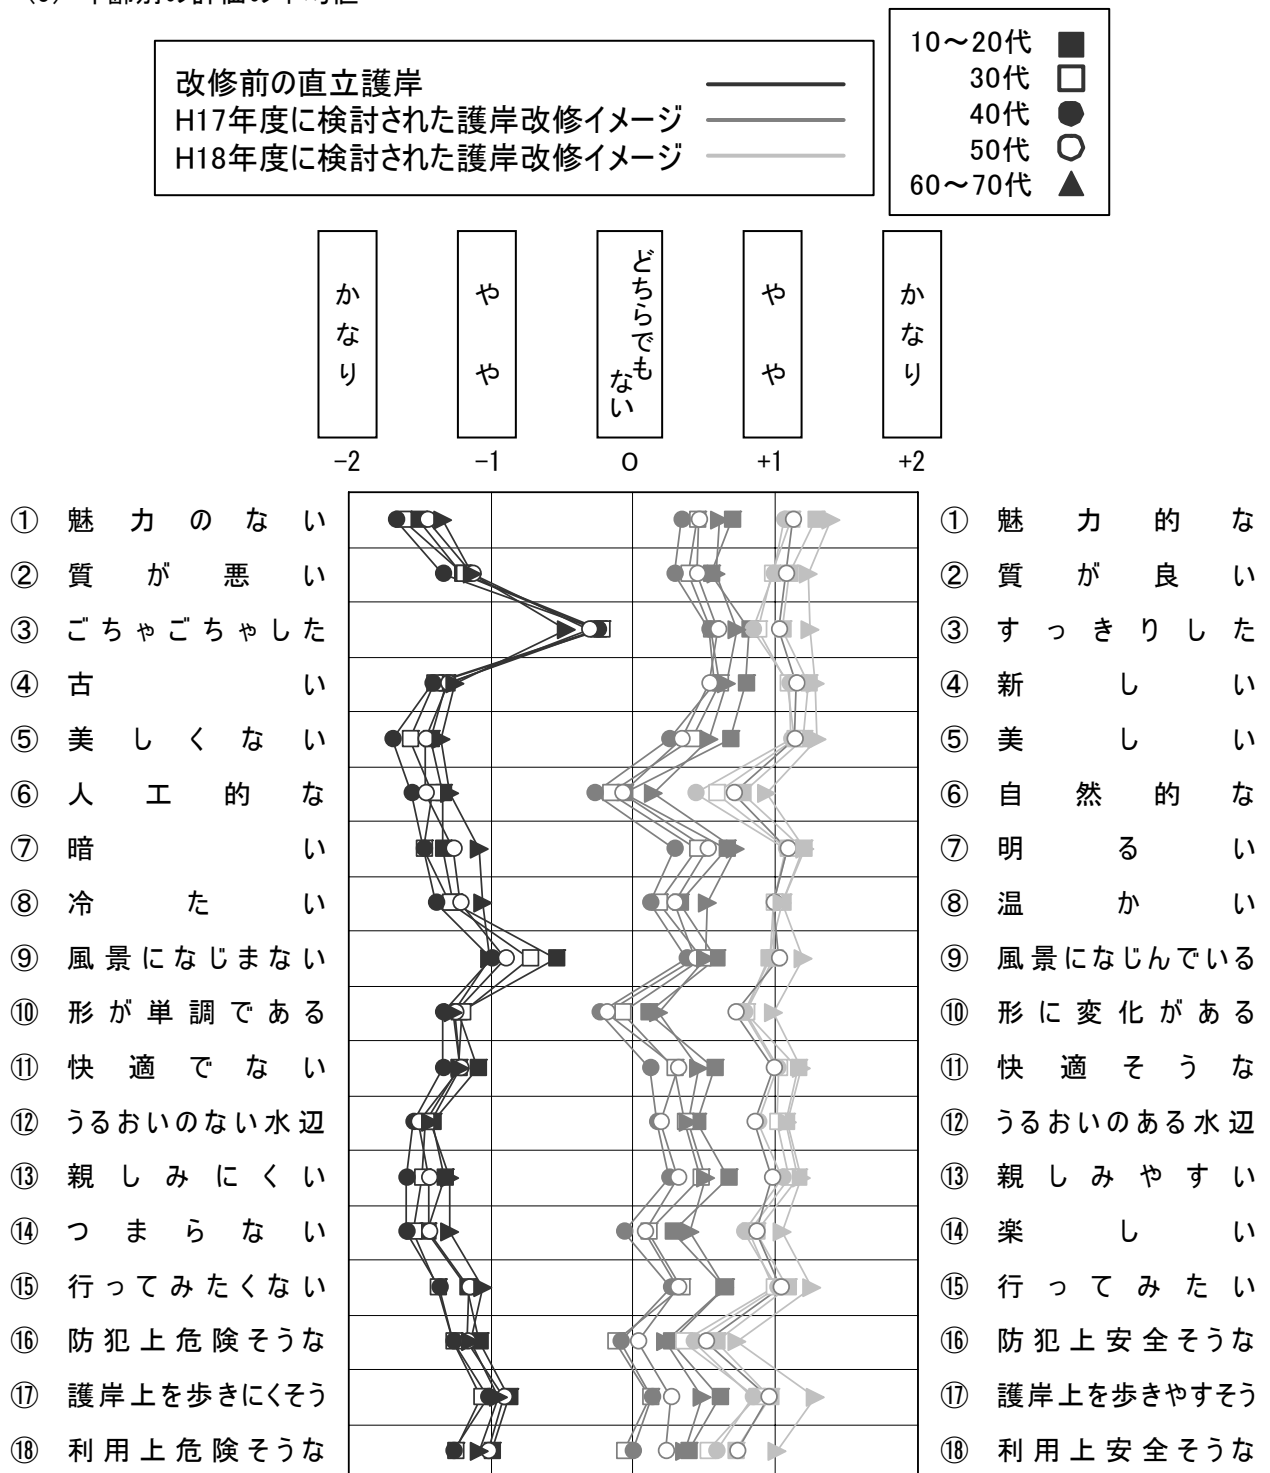 (3) 年齢別の評価の平均値
改修前の直立護岸
H17年度に検討された護岸改修イメージ
H18年度に検討された護岸改修イメージ
10～20代
30代
40代
50代
60～70代
かなり
やや
どちらでもない
やや
かなり
-2 -1 0 +1 +2
① 魅力のない ① 魅力的な
② 質が悪い ② 質が良い
③ ごちゃごちゃした ③ すっきりした
④ 古い ④ 新しい
⑤ 美しくない ⑤ 美しい
⑥ 人工的な ⑥ 自然的な
⑦ 暗い ⑦ 明るい
⑧ 冷たい ⑧ 温かい
⑨ 風景になじまない ⑨ 風景になじんでいる
⑩ 形が単調である ⑩ 形に変化がある
⑪ 快適でない ⑪ 快適そうな
⑫ うるおいのない水辺 ⑫ うるおいのある水辺
⑬ 親しみにくい ⑬ 親しみやすい
⑭ つまらない ⑭ 楽しい
⑮ 行ってみたくない ⑮ 行ってみたい
⑯ 防犯上危険そうな ⑯ 防犯上安全そうな
⑰ 護岸上を歩きにくそう ⑰ 護岸上を歩きやすそう
⑱ 利用上危険そうな ⑱ 利用上安全そうな